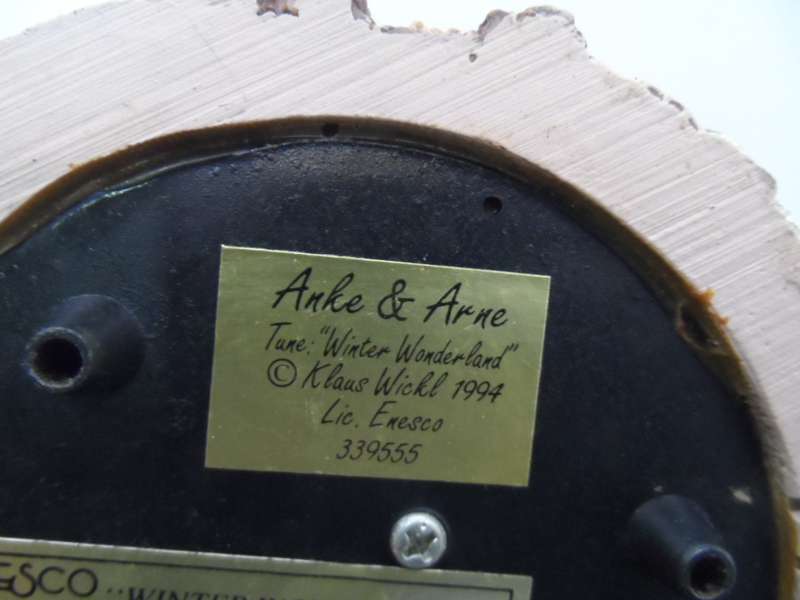 Anke & Arne
Tune: "Winter Wonderland"
© Klaus Wickl 1994
Lic. Enesco
339555